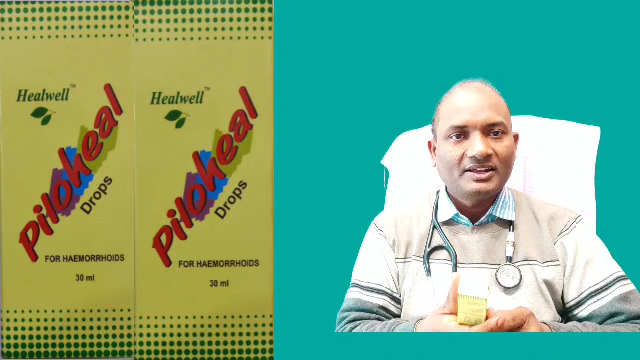 Healwell™
Piloheal
Drops
FOR HAEMORRHOIDS
30 ml
Healwell™
Piloheal
Drops
FOR HAEMORRHOIDS
30 ml